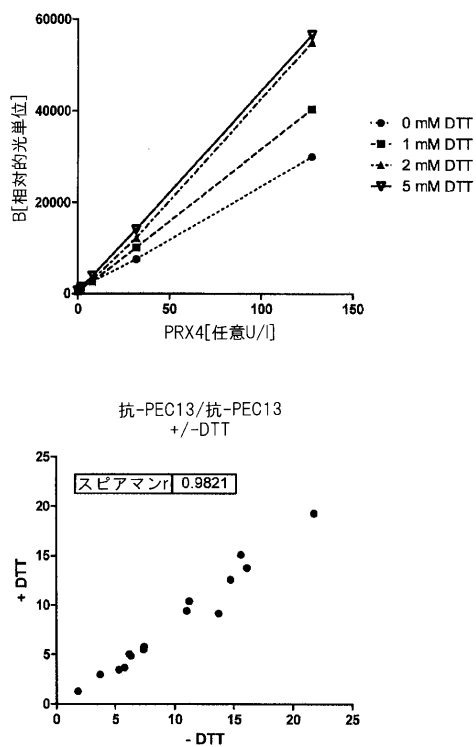 60000
40000
20000
0
B[相対的光単位]
0 50 100 150
PRX4[任意U/l]
0 mM DTT
1 mM DTT
2 mM DTT
5 mM DTT
抗-PEC13/抗-PEC13
+/-DTT
スピアマンr 0.9821
25
20
15
10
5
0
+ DTT
0 5 10 15 20 25
- DTT